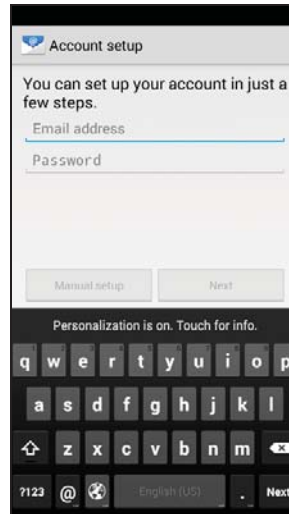 Account setup
You can set up your account in just a
few steps.
Email address
Password
Manual setup Next
Personalization is on. Touch for info.
q w e r t y u i o p
a s d f g h j k l
z x c v b n m
?123 @ English (US) . Next